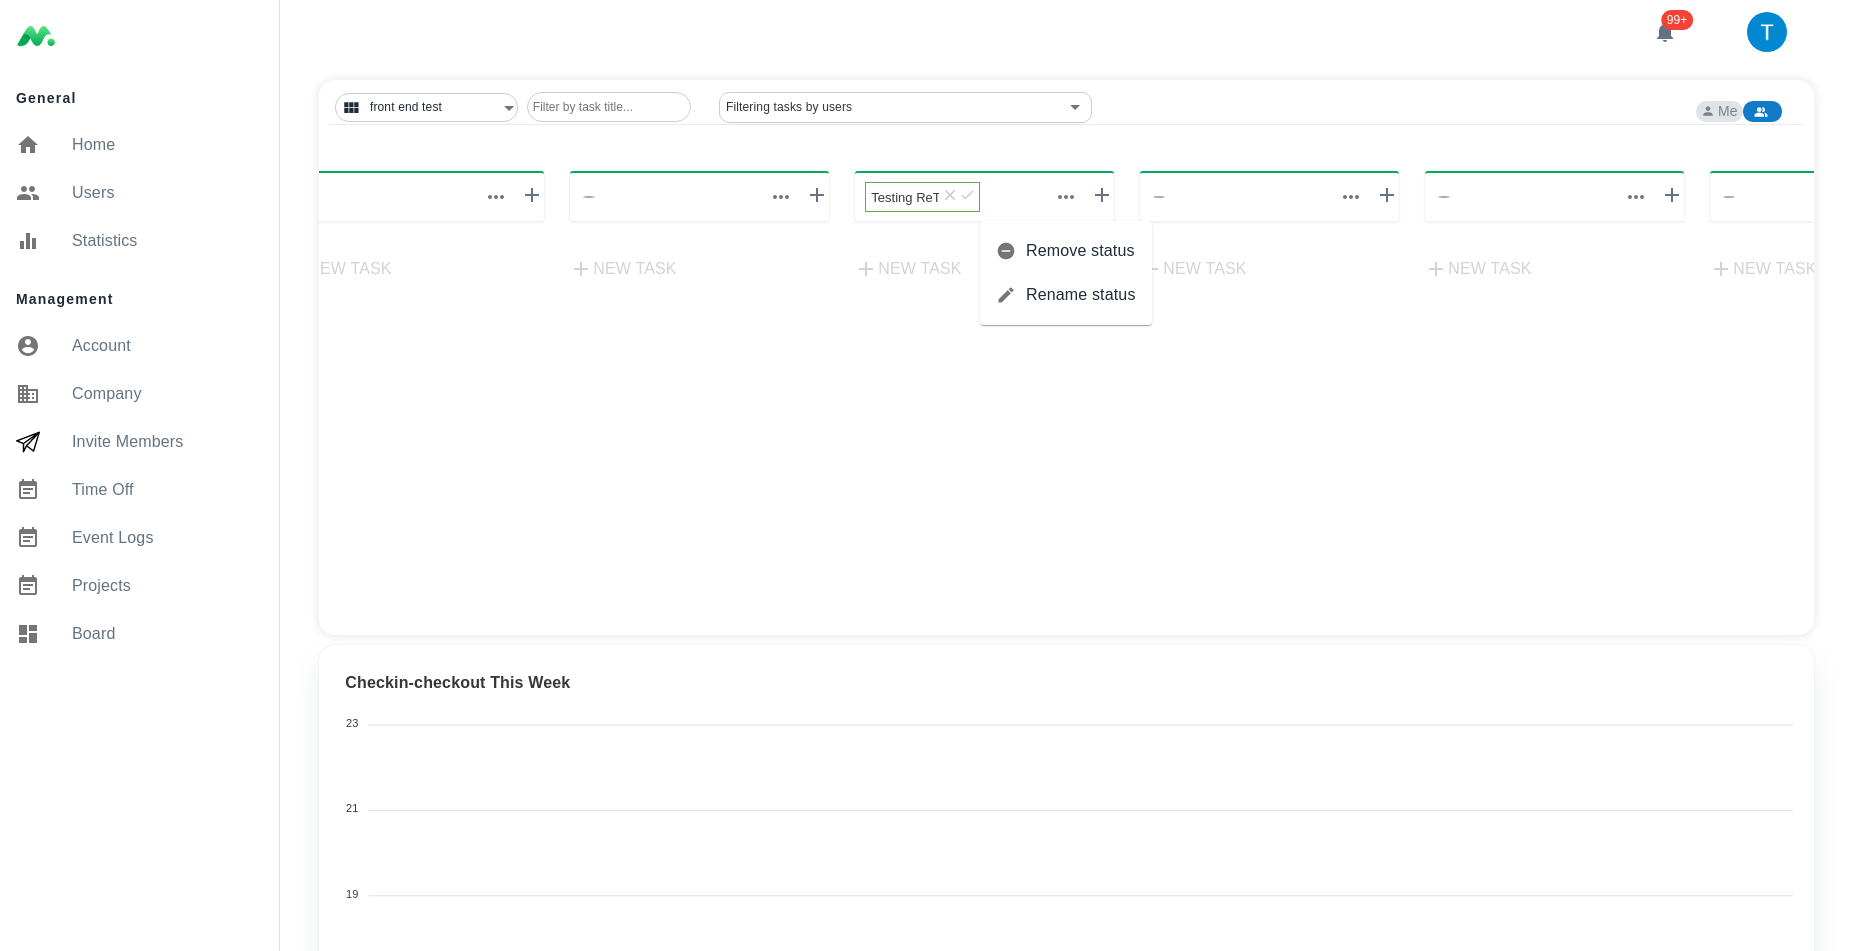 99+
T
General
Home
Users
Statistics
Management
Account
Company
Invite Members
Time Off
Event Logs
Projects
Board
front end test
Filter by task title...
Filtering tasks by users
Me
Testing ReT
EW TASK
NEW TASK
NEW TASK
NEW TASK
NEW TASK
NEW TASK
Remove status
Rename status
Checkin-checkout This Week
23
21
19